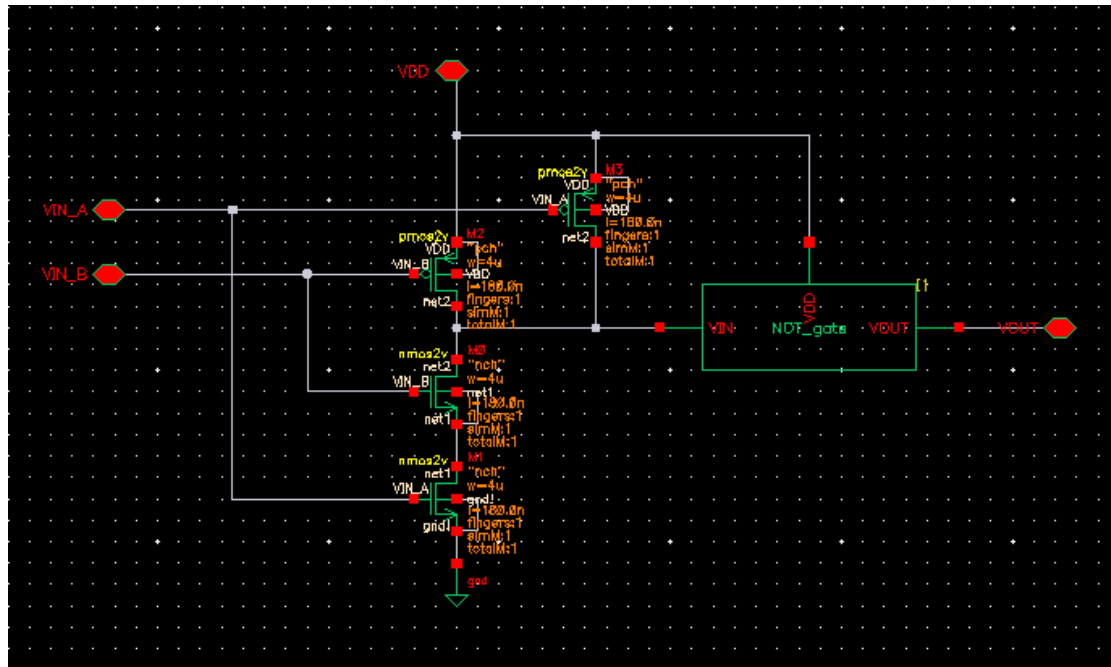 VDD
pmos2v
M3
VDD
"pch"
VIN_A
w=4u
VDD
l=180.0n
net2
fingers:1
simM:1
totalM:1
VIN_A
pmos2v
M2
VDD
"pch"
VIN_B
w=4u
VDD
l=180.0n
net2
fingers:1
simM:1
totalM:1
VIN_B
VDD
VIN
NOT_gate
VOUT
VOUT
nmos2v
M0
net2
"nch"
VIN_B
w=4u
net1
l=180.0n
net1
fingers:1
simM:1
totalM:1
nmos2v
M1
net1
"nch"
VIN_A
w=4u
gnd!
l=180.0n
gnd!
fingers:1
simM:1
totalM:1
gnd